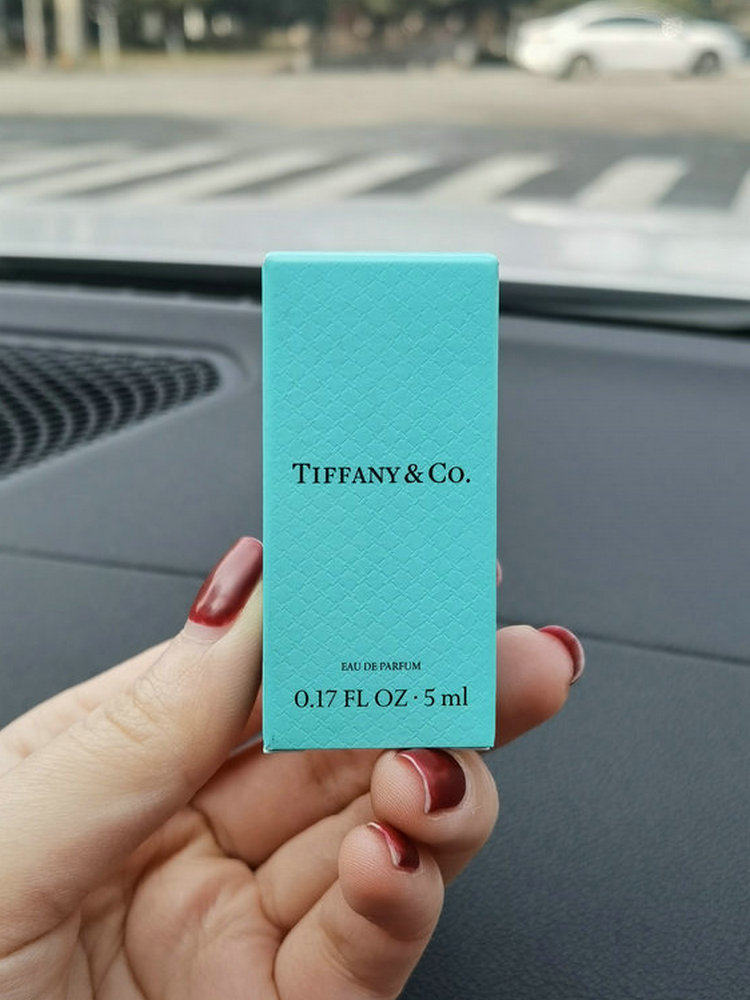 TIFFANY & CO.
EAU DE PARFUM
0.17 FL OZ · 5 ml